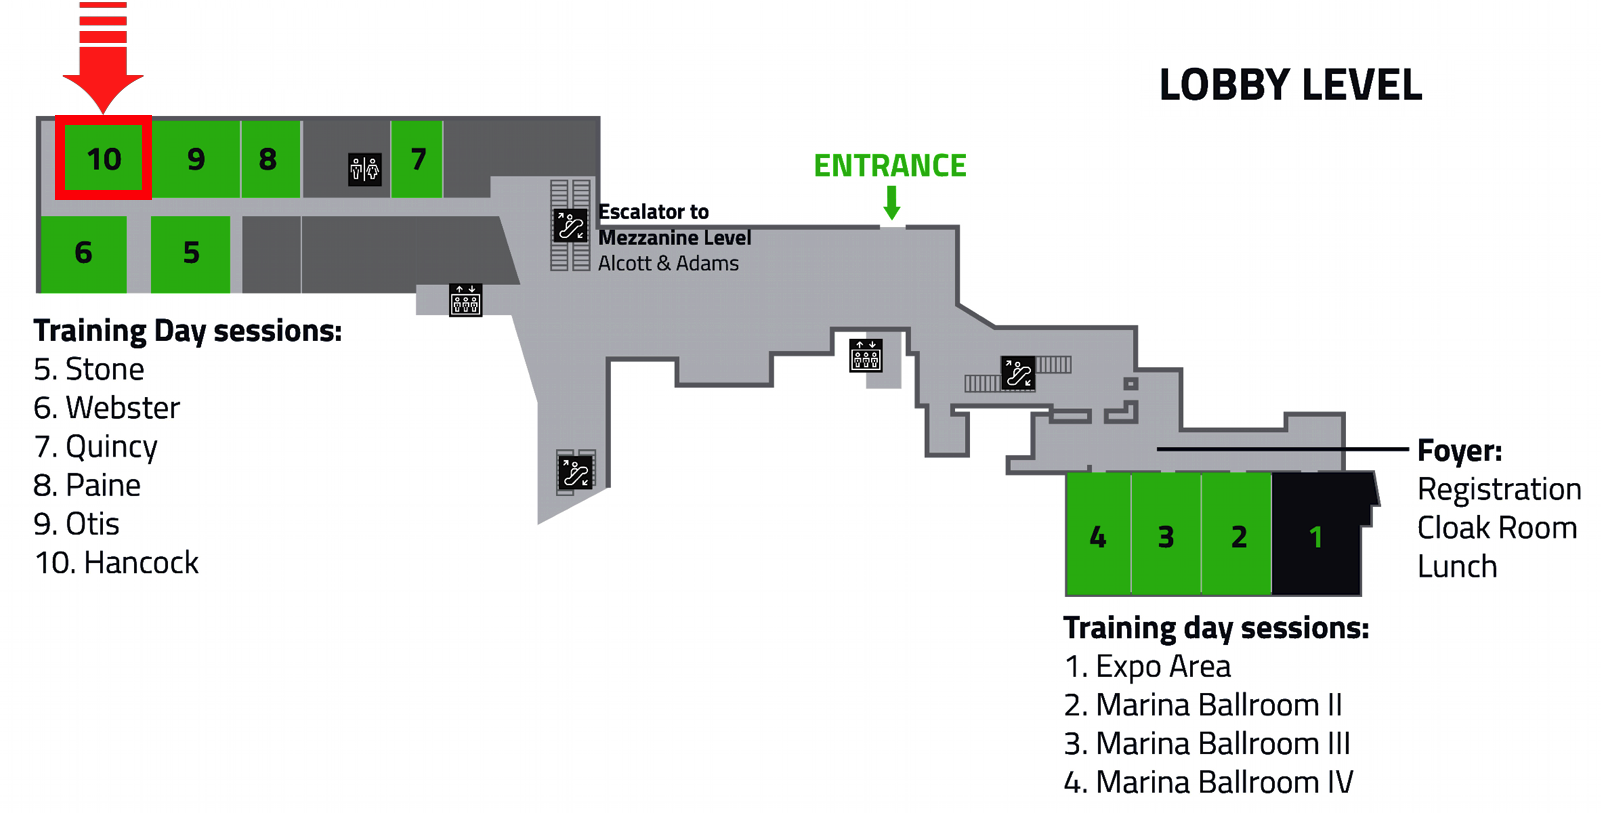 LOBBY LEVEL
ENTRANCE
10
9
8
7
6
5
Escalator to
Mezzanine Level
Alcott & Adams
Training Day sessions:
5. Stone
6. Webster
7. Quincy
8. Paine
9. Otis
10. Hancock
Foyer:
Registration
Cloak Room
Lunch
4
3
2
1
Training day sessions:
1. Expo Area
2. Marina Ballroom II
3. Marina Ballroom III
4. Marina Ballroom IV